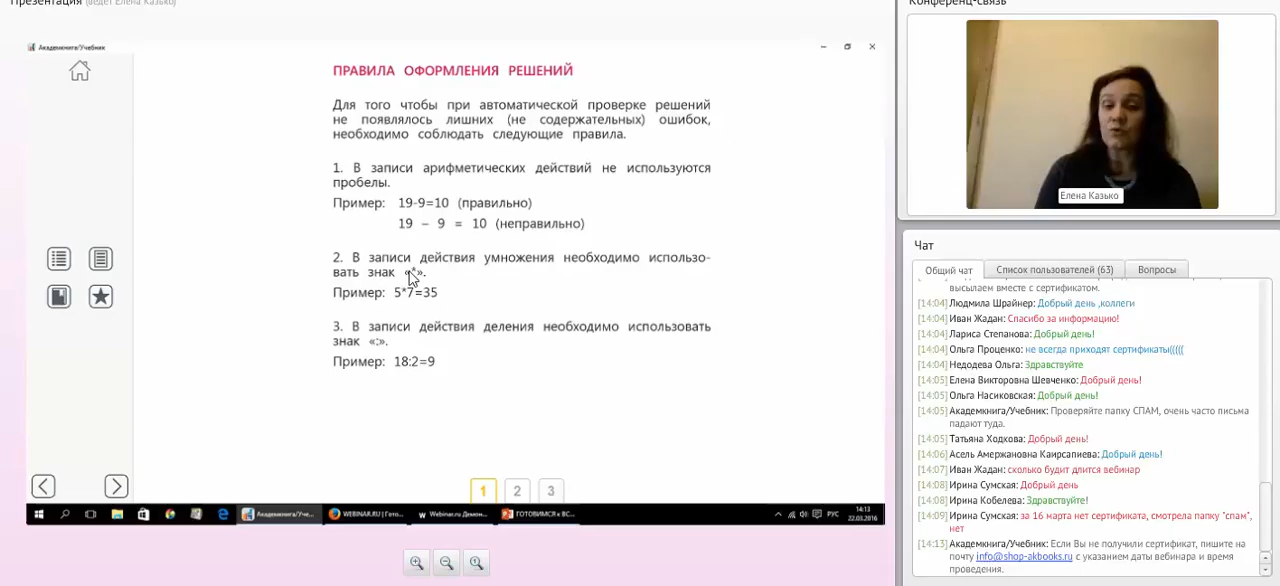 Презентация (ведет Елена Казько)
Академкнига/Учебник
ПРАВИЛА ОФОРМЛЕНИЯ РЕШЕНИЙ
Для того чтобы при автоматической проверке решений
не появлялось лишних (не содержательных) ошибок,
необходимо соблюдать следующие правила.
1. В записи арифметических действий не используются
пробелы.
Пример: 19-9=10 (правильно)
19 – 9 = 10 (неправильно)
2. В записи действия умножения необходимо использо-
вать знак «*».
Пример: 5*7=35
3. В записи действия деления необходимо использовать
знак «:».
Пример: 18:2=9
1 2 3
Академкнига/Уче...
WEBINAR.RU | Гото...
Webinar.ru Демон...
ГОТОВИМСЯ К ВС...
РУС
14:13
22.03.2016
Конференц-связь
Елена Казько
Чат
Общий чат
Список пользователей (63)
Вопросы
высылаем вместе с сертификатом.
[14:04] Людмила Шрайнер: Добрый день ,коллеги
[14:04] Иван Жадан: Спасибо за информацию!
[14:04] Лариса Степанова: Добрый день!
[14:04] Ольга Проценко: не всегда приходят сертификаты(((((
[14:04] Недодева Ольга: Здравствуйте
[14:05] Елена Викторовна Шевченко: Добрый день!
[14:05] Ольга Насиковская: Добрый день!
[14:05] Академкнига/Учебник: Проверяйте папку СПАМ, очень часто письма
падают туда.
[14:05] Татьяна Ходкова: Добрый день!
[14:06] Асель Амержановна Каирсапиева: Добрый день!
[14:07] Иван Жадан: сколько будит длится вебинар
[14:08] Ирина Сумская: Добрый день
[14:08] Ирина Кобелева: Здравствуйте!
[14:09] Ирина Сумская: за 16 марта нет сертификата, смотрела папку "спам",
нет
[14:13] Академкнига/Учебник: Если Вы не получили сертификат, пишите на
почту info@shop-akbooks.ru с указанием даты вебинара и время
проведения.